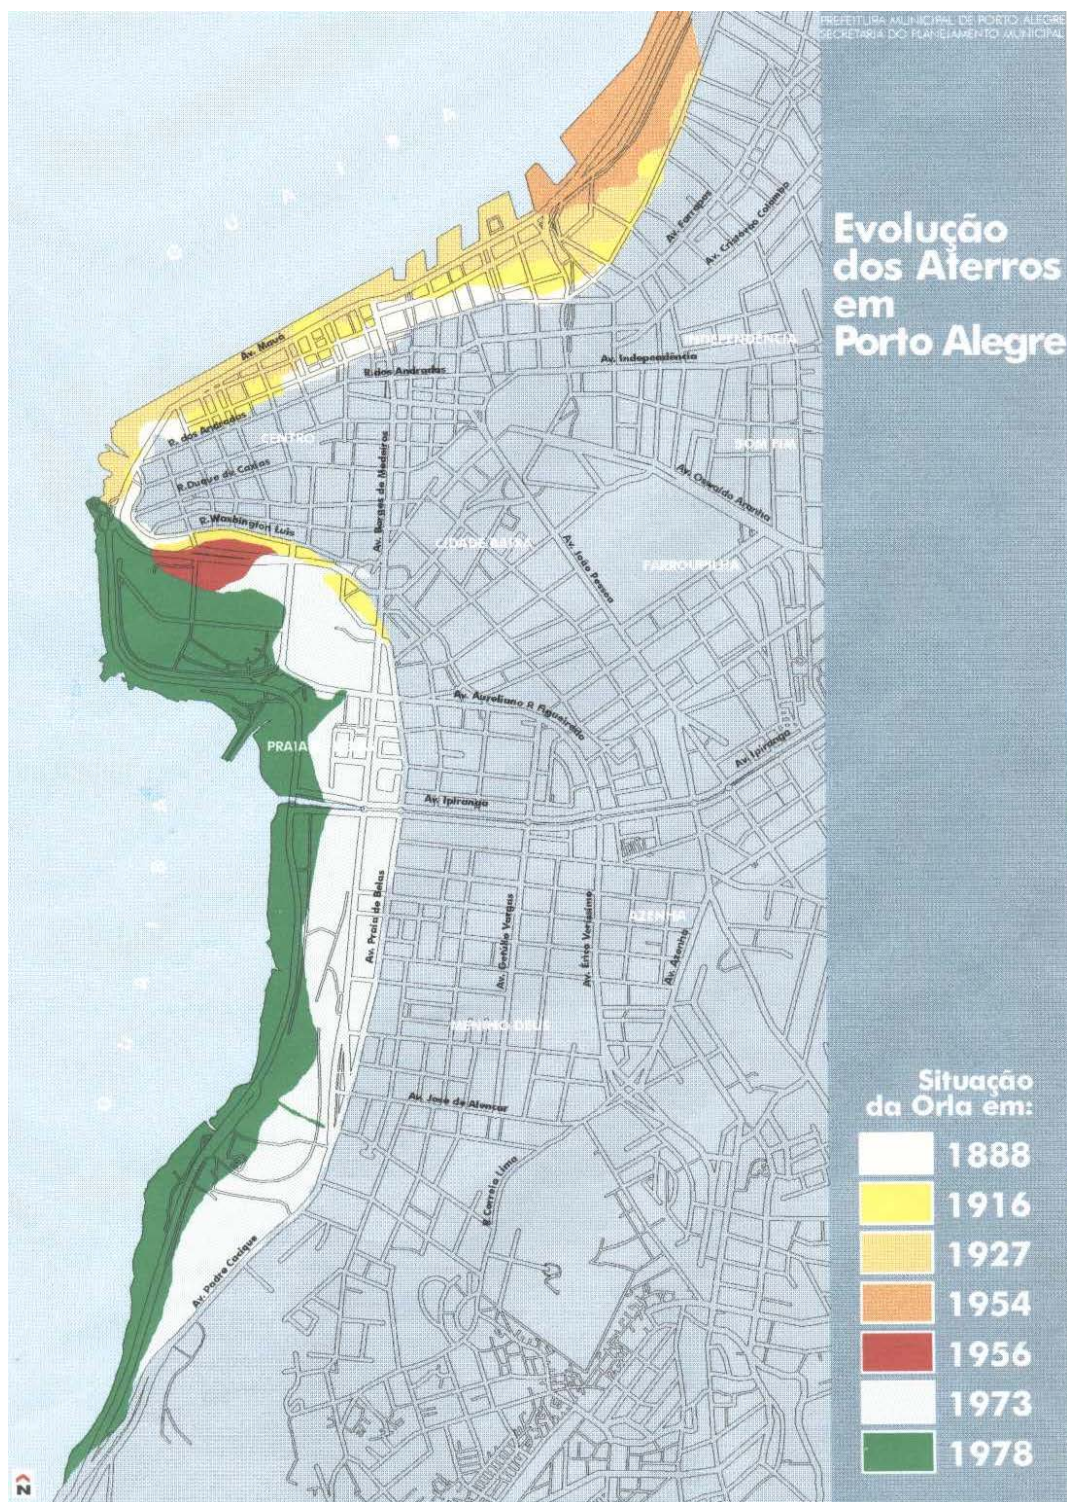 PREFEITURA MUNICIPAL DE PORTO ALEGRE
SECRETARIA DO PLANEJAMENTO MUNICIPAL
Evolução
dos Aterros
em
Porto Alegre
G U A I B A
Av. Farrapos
Av. Cristóvão Colombo
Av. Mauá
INDEPENDÊNCIA
Av. Independência
R. dos Andradas
R. dos Andradas
CENTRO
BOM FIM
R. Duque de Caxias
Av. Borges de Medeiros
Av. Oswaldo Aranha
R. Washington Luis
CIDADE BAIXA
Av. João Pessoa
FARROUPILHA
Av. Aureliano P. Figueiredo
PRAIA
Av. Ipiranga
Av. Ipiranga
G U A I B A
Av. Praia de Belas
Av. Getúlio Vargas
Av. Érico Veríssimo
AZENHA
Av. Azenha
MENINO DEUS
Av. José de Alencar
R. Correia Lima
Av. Padre Cacique
Situação
da Orla em:
1888
1916
1927
1954
1956
1973
1978
N